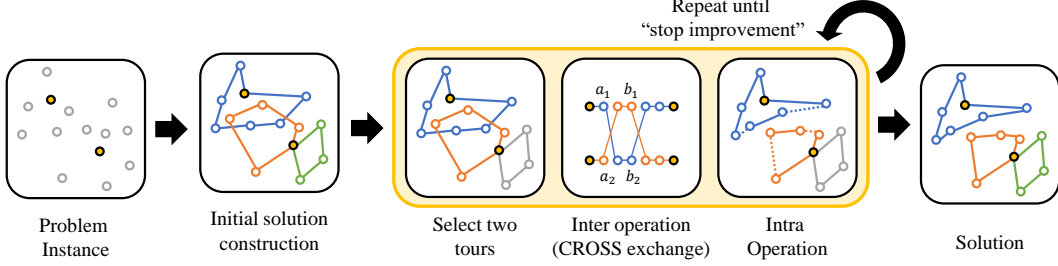 Repeat until
“stop improvement”
a₁ b₁
a₂ b₂
Problem
Instance
Initial solution
construction
Select two
tours
Inter operation
(CROSS exchange)
Intra
Operation
Solution